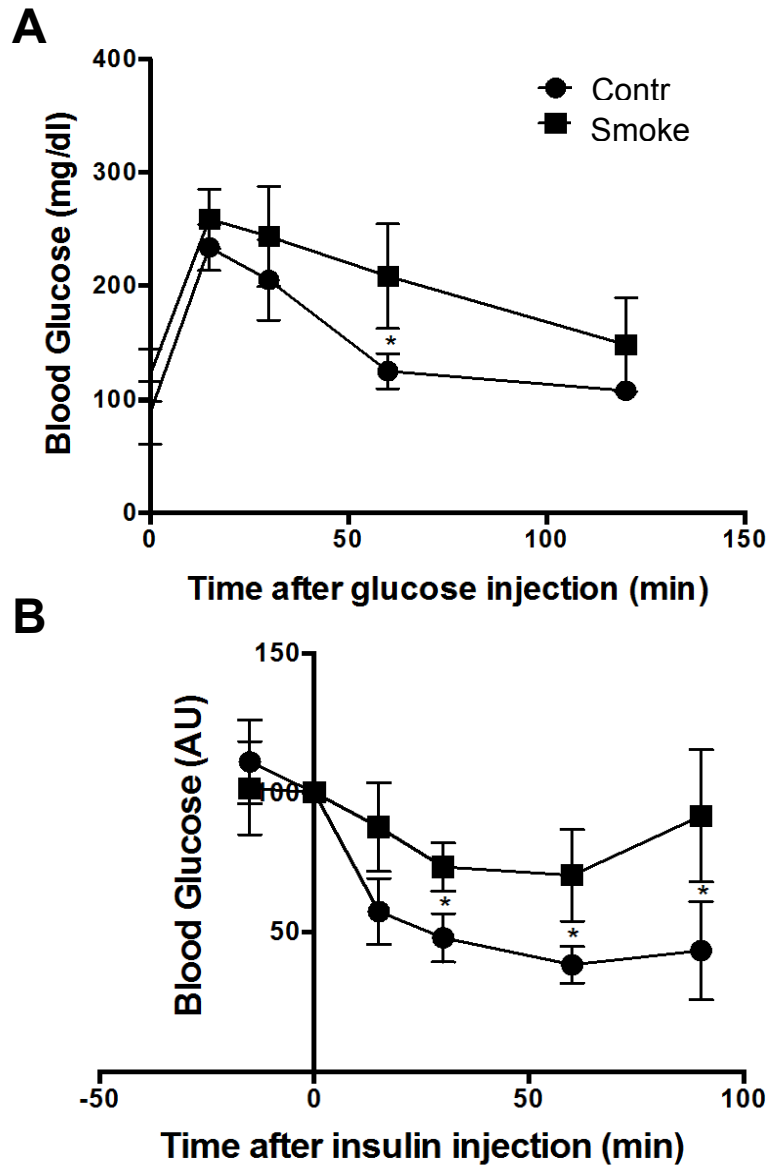 A
400
Contr
Smoke
300
200
*
100
0
0
50
100
150
Blood Glucose (mg/dl)
Time after glucose injection (min)
B
150
100
*
*
*
50
-50
0
50
100
Blood Glucose (AU)
Time after insulin injection (min)